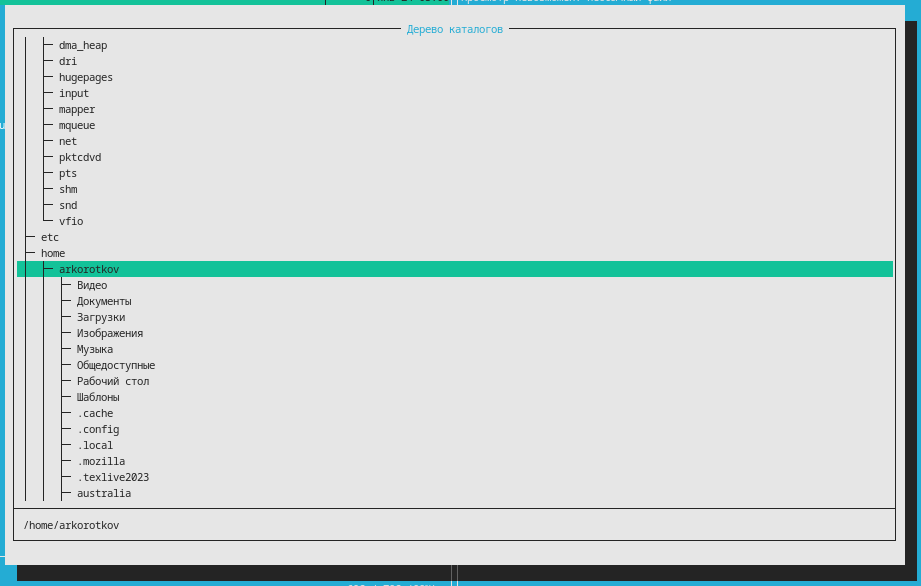 Дерево каталогов
dma_heap
dri
hugepages
input
mapper
mqueue
net
pktcdvd
pts
shm
snd
vfio
etc
home
arkorotkov
Видео
Документы
Загрузки
Изображения
Музыка
Общедоступные
Рабочий стол
Шаблоны
.cache
.config
.local
.mozilla
.texlive2023
australia
/home/arkorotkov